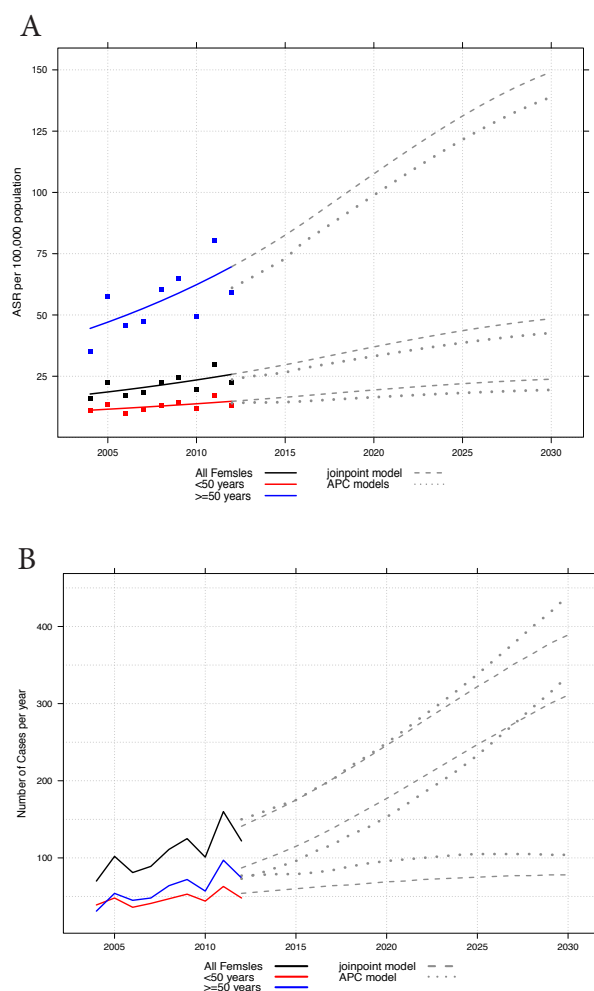 A
150
125
100
75
50
25
ASR per 100,000 population
2005 2010 2015 2020 2025 2030
All Femsles joinpoint model
<50 years APC models
>=50 years
B
400
300
200
100
Number of Cases per year
2005 2010 2015 2020 2025 2030
All Femsles joinpoint model
<50 years APC models
>=50 years